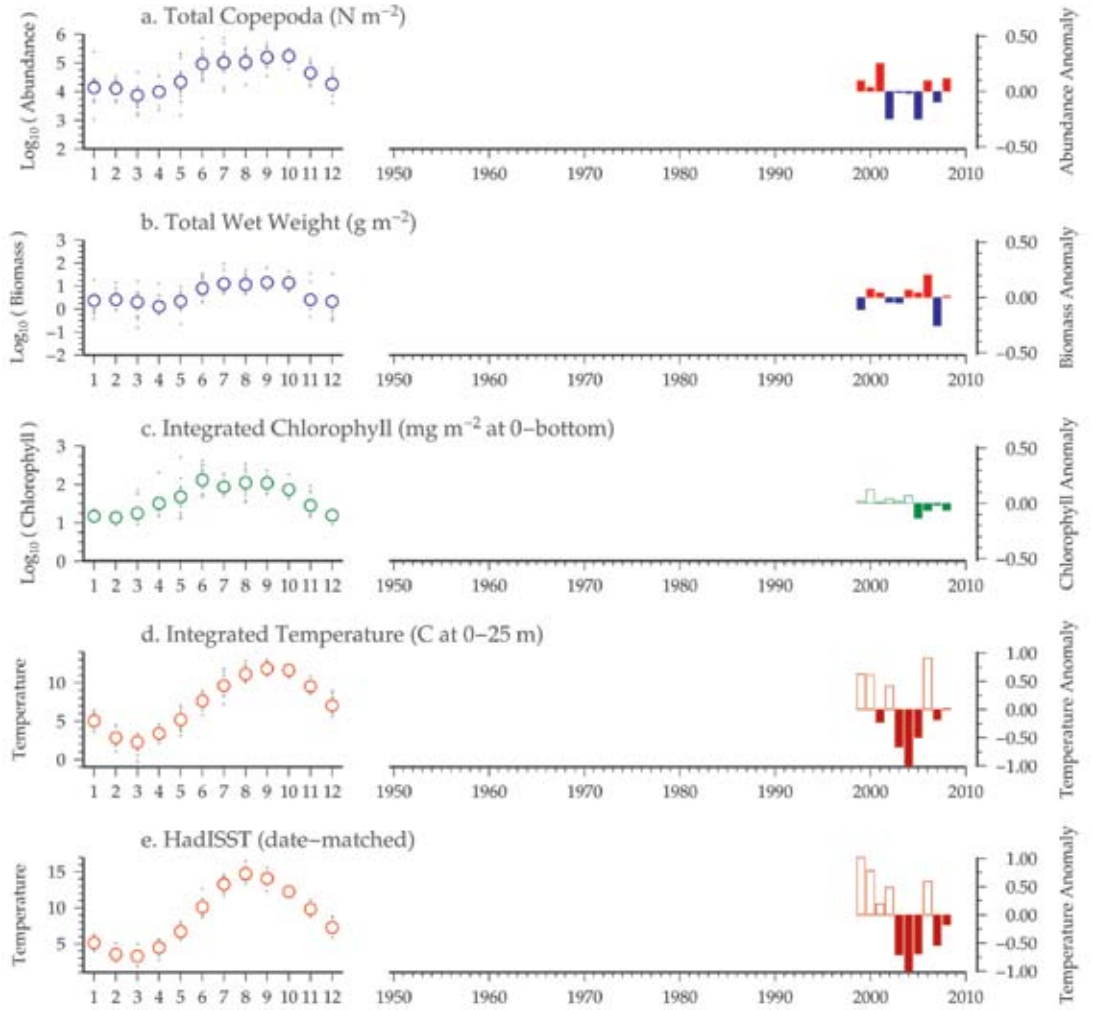 a. Total Copepoda (N m−2)
Log10 ( Abundance )
6
5
4
3
2
1 2 3 4 5 6 7 8 9 10 11 12
1950 1960 1970 1980 1990 2000 2010
0.50
0.00
−0.50
Abundance Anomaly
b. Total Wet Weight (g m−2)
Log10 ( Biomass )
3
2
1
0
−1
−2
1 2 3 4 5 6 7 8 9 10 11 12
1950 1960 1970 1980 1990 2000 2010
0.50
0.00
−0.50
Biomass Anomaly
c. Integrated Chlorophyll (mg m−2 at 0−bottom)
Log10 ( Chlorophyll )
3
2
1
0
1 2 3 4 5 6 7 8 9 10 11 12
1950 1960 1970 1980 1990 2000 2010
0.50
0.00
−0.50
Chlorophyll Anomaly
d. Integrated Temperature (C at 0−25 m)
Temperature
10
5
0
1 2 3 4 5 6 7 8 9 10 11 12
1950 1960 1970 1980 1990 2000 2010
1.00
0.50
0.00
−0.50
−1.00
Temperature Anomaly
e. HadISST (date−matched)
Temperature
15
10
5
1 2 3 4 5 6 7 8 9 10 11 12
1950 1960 1970 1980 1990 2000 2010
1.00
0.50
0.00
−0.50
−1.00
Temperature Anomaly